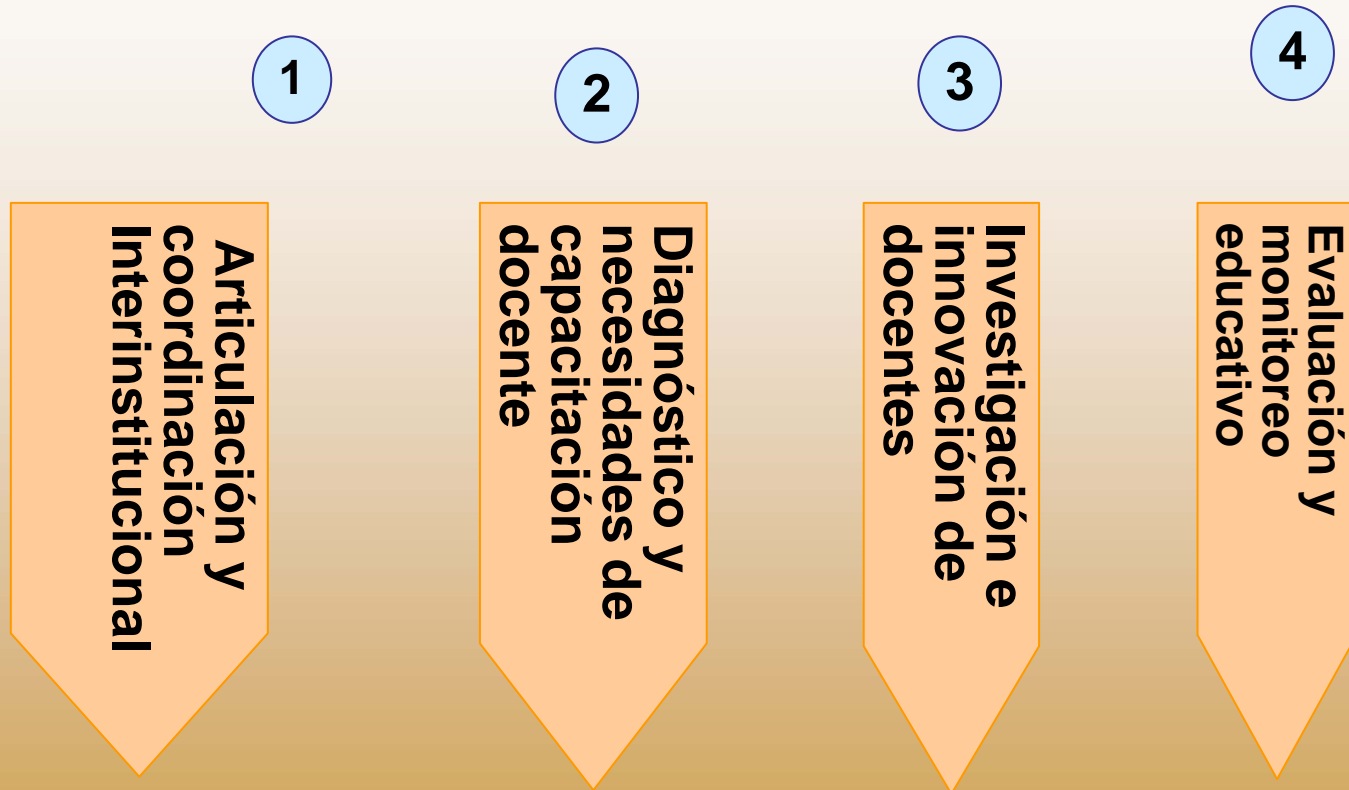 1
Articulación y
coordinación
Interinstitucional
2
Diagnóstico y
necesidades de
capacitación
docente
3
Investigación e
innovación de
docentes
4
Evaluación y
monitoreo
educativo